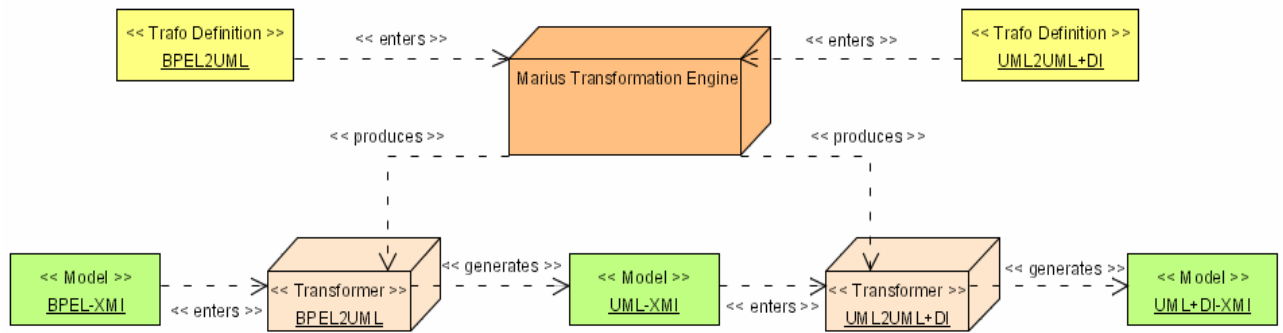 << Trafo Definition >>
BPEL2UML
<< enters >>
Marius Transformation Engine
<< enters >>
<< Trafo Definition >>
UML2UML+DI
<< produces >>
<< produces >>
<< Model >>
BPEL-XMI
<< enters >>
<< Transformer >>
BPEL2UML
<< generates >>
<< Model >>
UML-XMI
<< enters >>
<< Transformer >>
UML2UML+DI
<< generates >>
<< Model >>
UML+DI-XMI